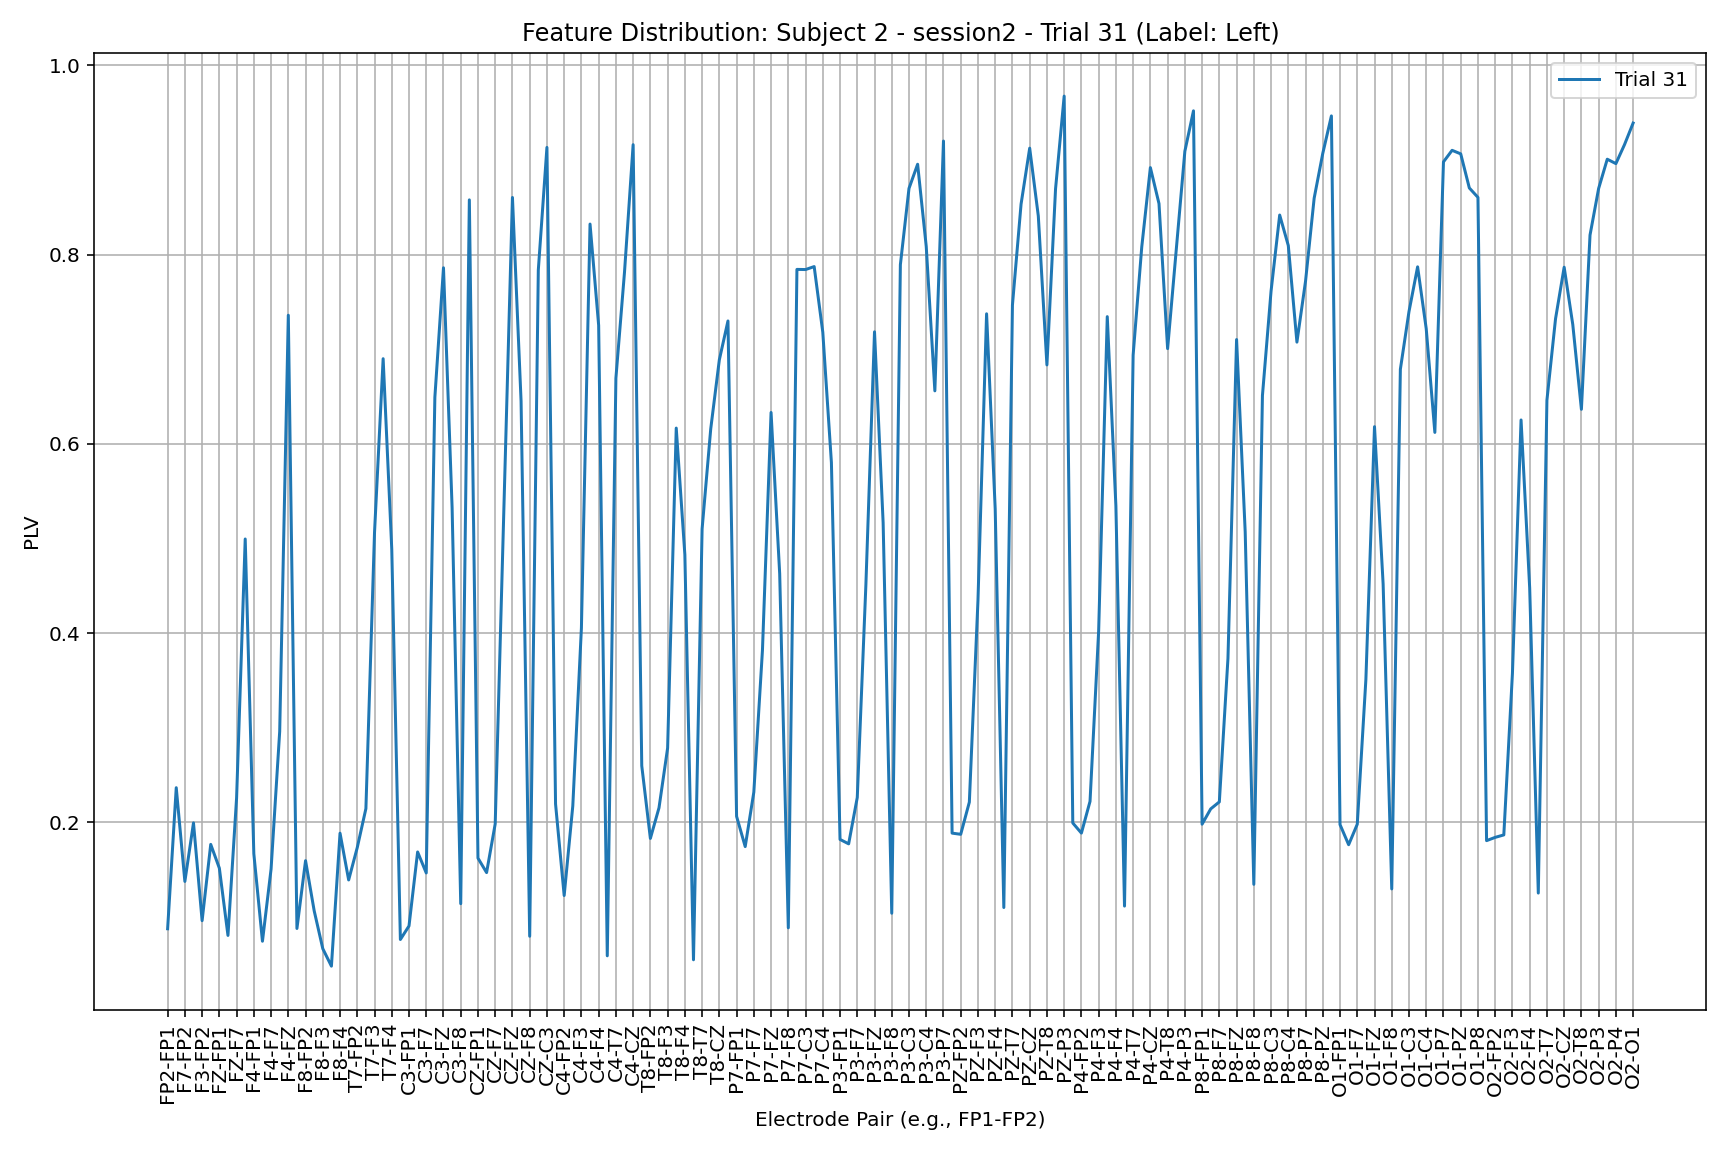 Feature Distribution: Subject 2 - session2 - Trial 31 (Label: Left)
Trial 31
PLV
1.0
0.8
0.6
0.4
0.2
FP2-FP1
F7-FP2
F3-FP2
FZ-FP1
FZ-F7
F4-FP1
F4-F7
F4-FZ
F8-FP2
F8-F3
F8-F4
T7-FP2
T7-F3
T7-F4
C3-FP1
C3-F7
C3-FZ
C3-F8
CZ-FP1
CZ-F7
CZ-FZ
CZ-F8
CZ-C3
C4-FP2
C4-F3
C4-F4
C4-T7
C4-CZ
T8-FP2
T8-F3
T8-F4
T8-T7
T8-CZ
P7-FP1
P7-F7
P7-FZ
P7-F8
P7-C3
P7-C4
P3-FP1
P3-F7
P3-FZ
P3-F8
P3-C3
P3-C4
P3-P7
PZ-FP2
PZ-F3
PZ-F4
PZ-T7
PZ-CZ
PZ-T8
PZ-P3
P4-FP2
P4-F3
P4-F4
P4-T7
P4-CZ
P4-T8
P4-P3
P8-FP1
P8-F7
P8-FZ
P8-F8
P8-C3
P8-C4
P8-P7
P8-PZ
O1-FP1
O1-F7
O1-FZ
O1-F8
O1-C3
O1-C4
O1-P7
O1-PZ
O1-P8
O2-FP2
O2-F3
O2-F4
O2-T7
O2-CZ
O2-T8
O2-P3
O2-P4
O2-O1
Electrode Pair (e.g., FP1-FP2)